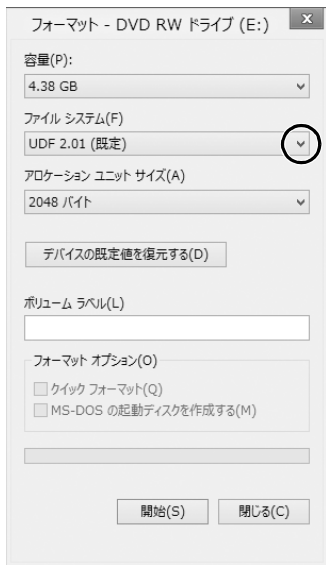 フォーマット - DVD RW ドライブ (E:)
x
容量(P):
4.38 GB
ファイル システム(F)
UDF 2.01 (既定)
アロケーション ユニット サイズ(A)
2048 バイト
デバイスの既定値を復元する(D)
ボリューム ラベル(L)
フォーマット オプション(O)
クイック フォーマット(Q)
MS-DOS の起動ディスクを作成する(M)
開始(S)
閉じる(C)